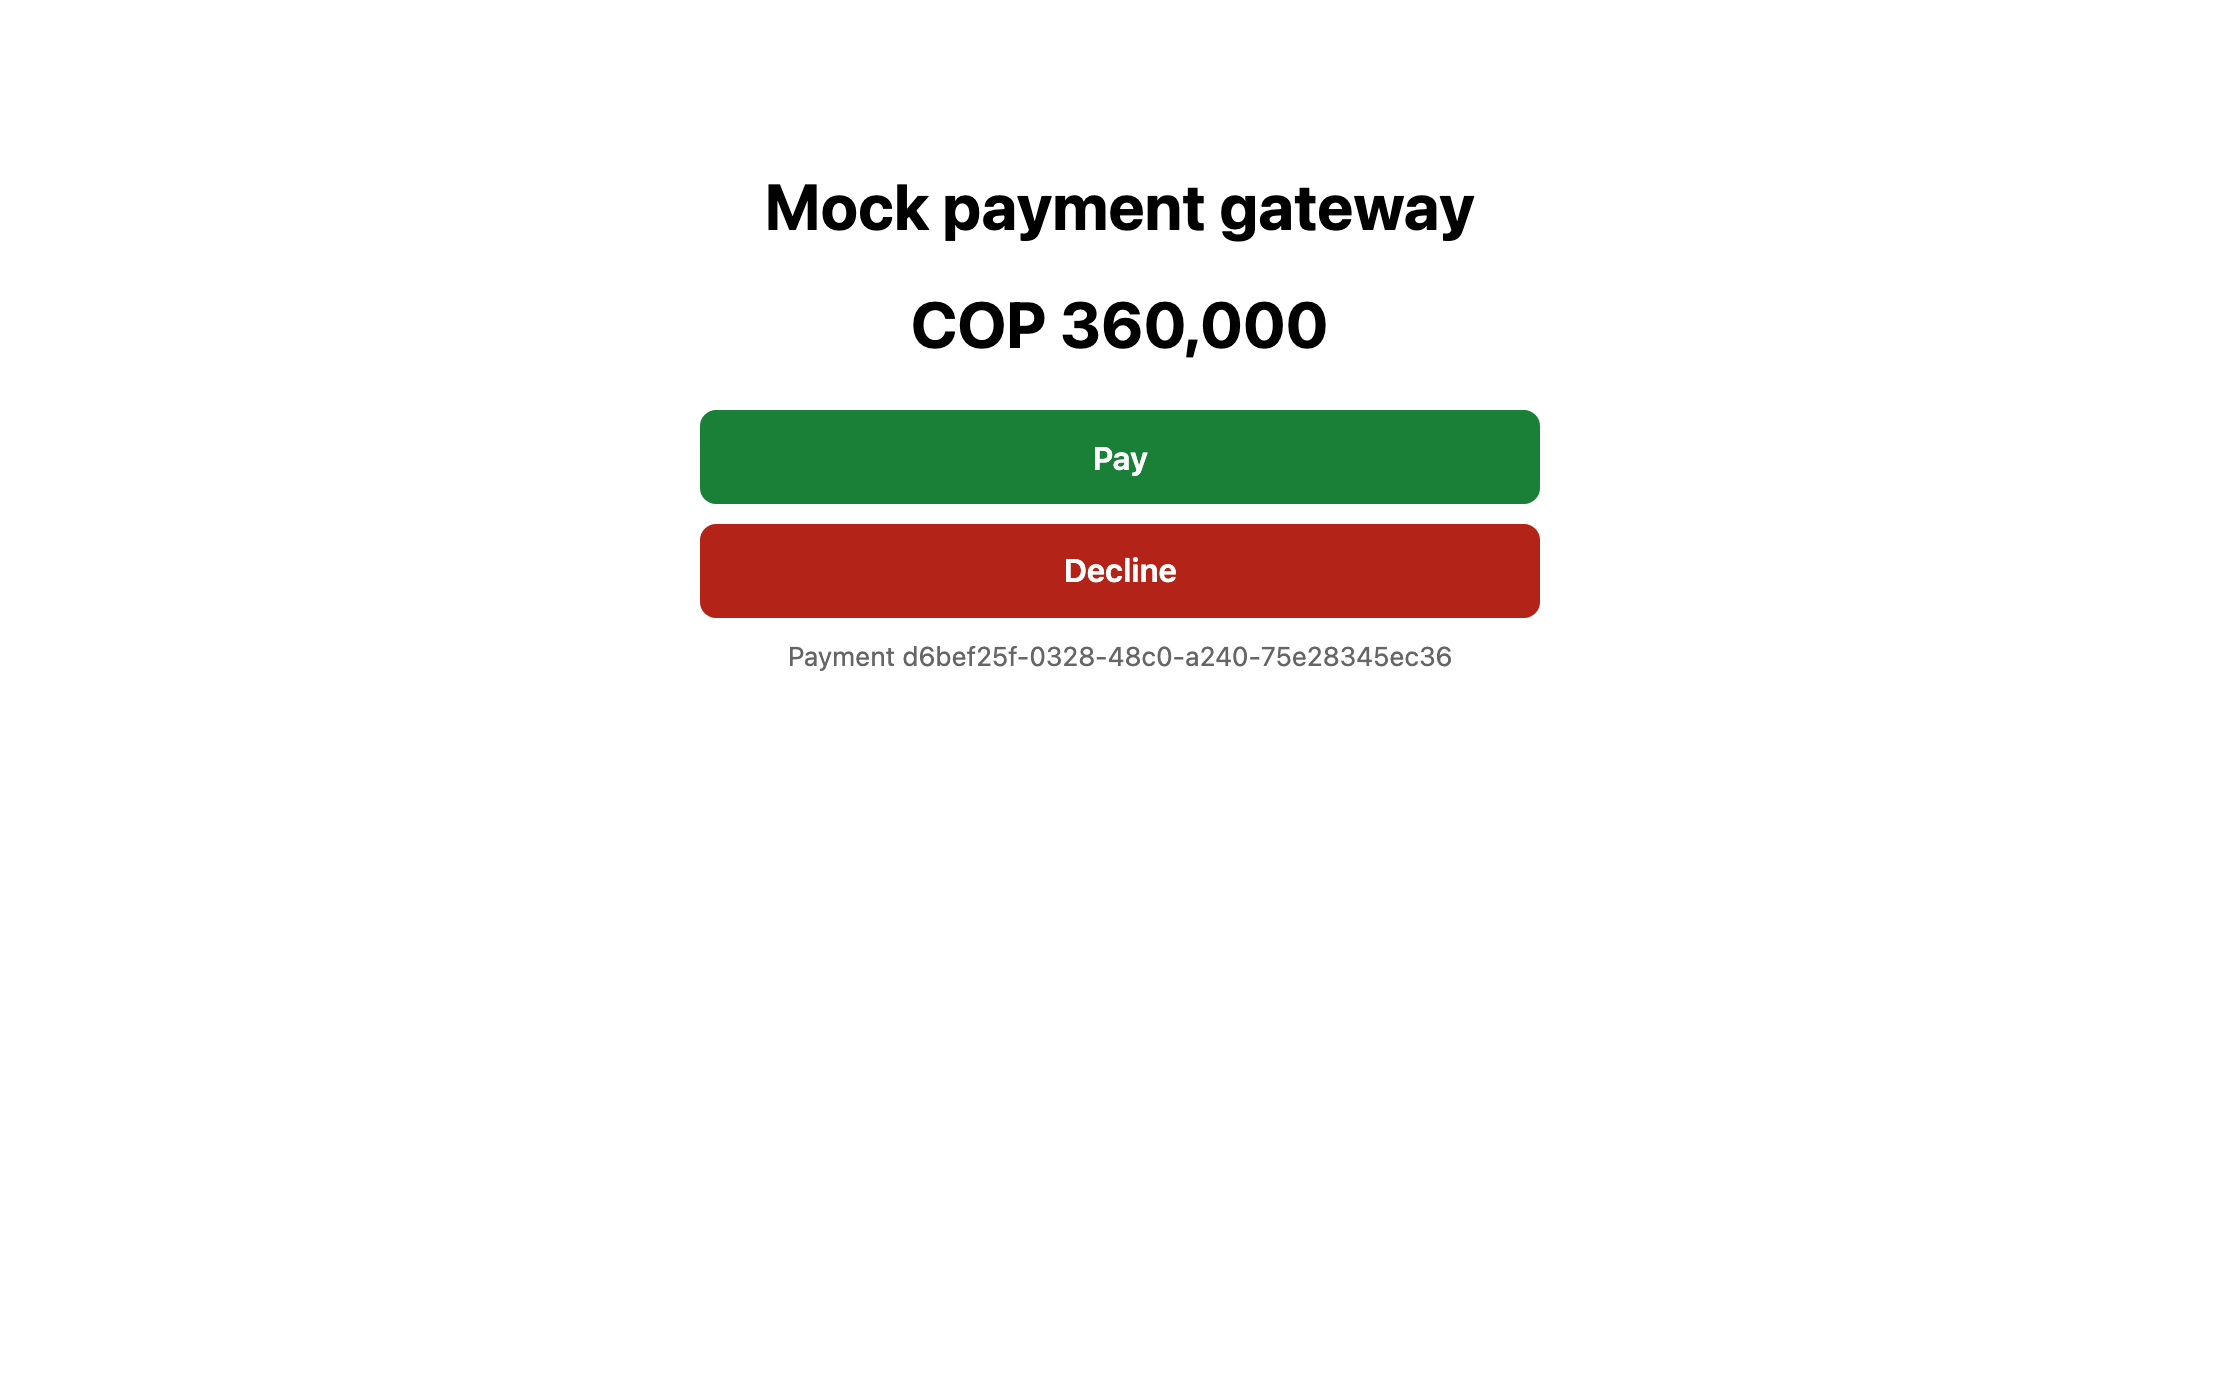 Mock payment gateway
COP 360,000
Pay
Decline
Payment d6bef25f-0328-48c0-a240-75e28345ec36